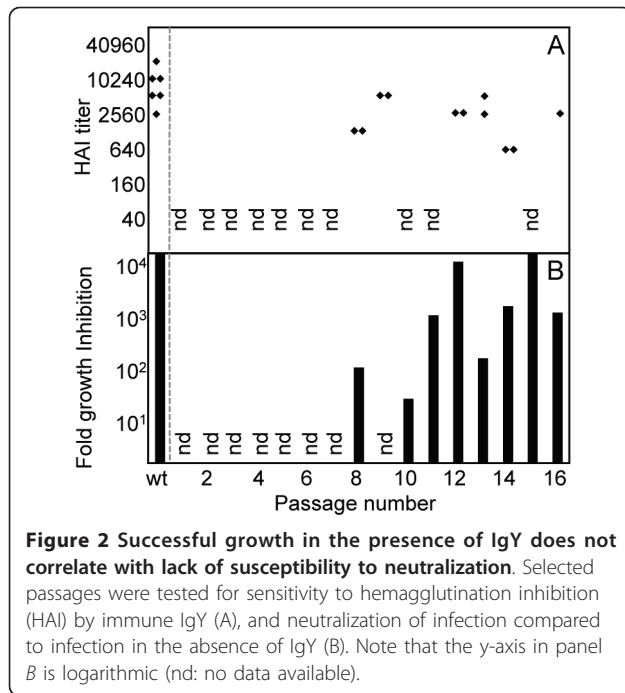 A
HAI titer
40960
10240
2560
640
160
40
nd nd nd nd nd nd nd nd nd nd
B
Fold growth Inhibition
10⁴
10³
10²
10¹
nd nd nd nd nd nd nd nd
wt 2 4 6 8 10 12 14 16
Passage number
Figure 2 Successful growth in the presence of IgY does not
correlate with lack of susceptibility to neutralization. Selected
passages were tested for sensitivity to hemagglutination inhibition
(HAI) by immune IgY (A), and neutralization of infection compared
to infection in the absence of IgY (B). Note that the y-axis in panel
B is logarithmic (nd: no data available).